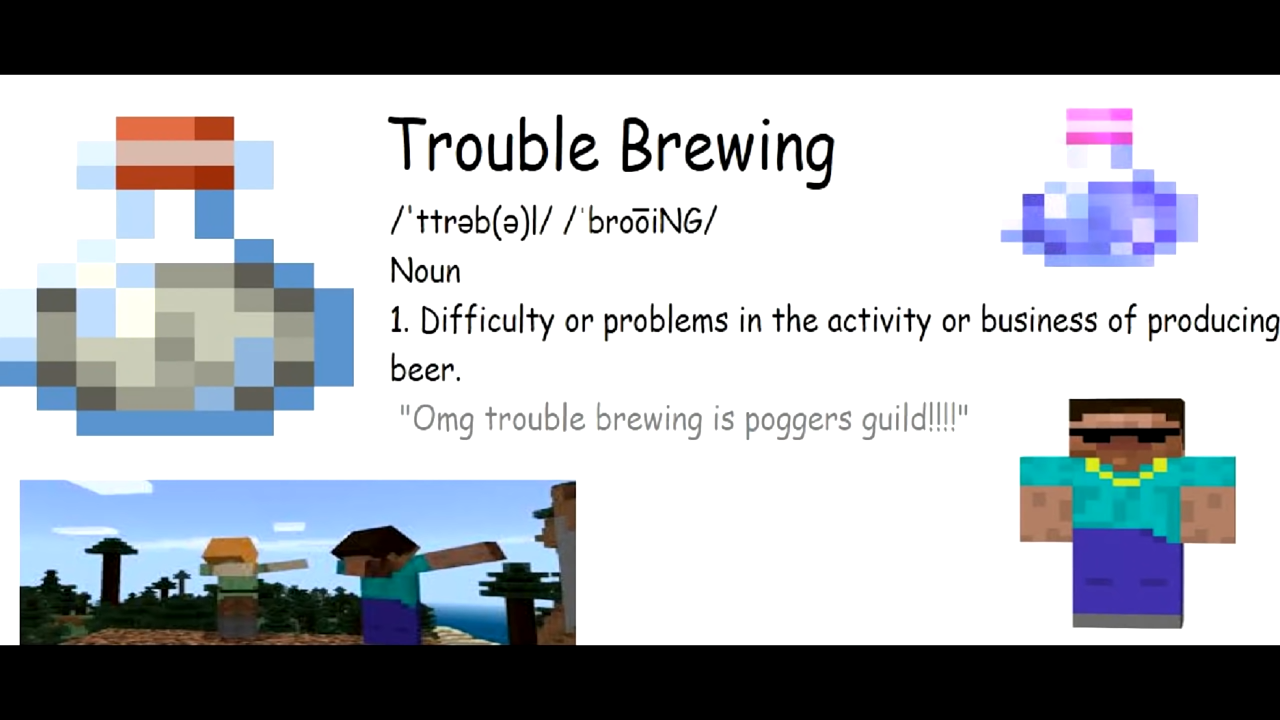 Trouble Brewing
/ˈttrəb(ə)l/ /ˈbro͞oiNG/
Noun
1. Difficulty or problems in the activity or business of producing
beer.
"Omg trouble brewing is poggers guild!!!!"